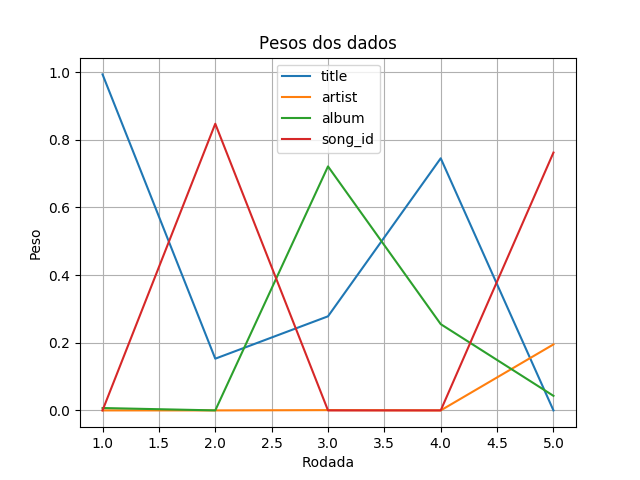 Pesos dos dados
title
artist
album
song_id
Peso
1.0
0.8
0.6
0.4
0.2
0.0
1.0 1.5 2.0 2.5 3.0 3.5 4.0 4.5 5.0
Rodada